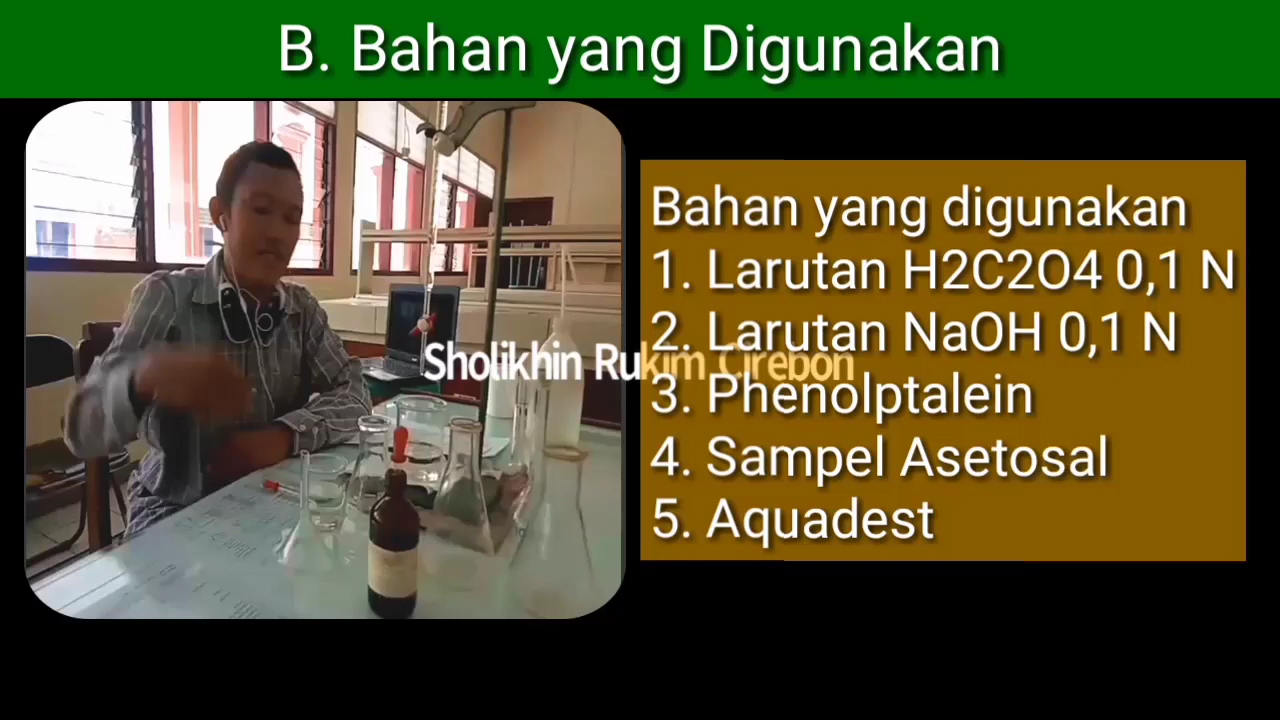 B. Bahan yang Digunakan
Bahan yang digunakan
1. Larutan H2C2O4 0,1 N
2. Larutan NaOH 0,1 N
Sholikhin Rukim Cirebon
3. Phenolptalein
4. Sampel Asetosal
5. Aquadest